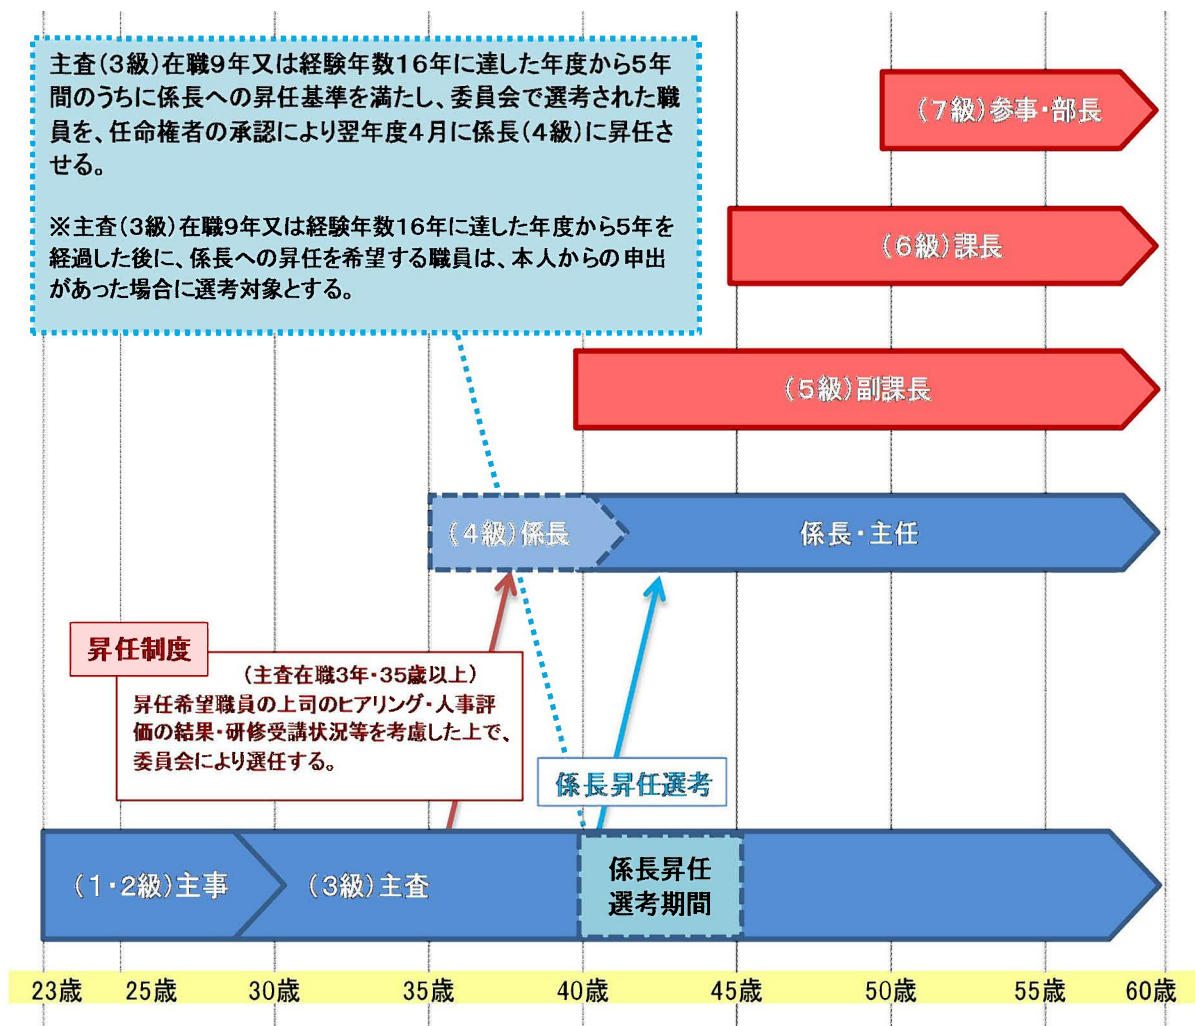 主査(3級)在職9年又は経験年数16年に達した年度から5年
間のうちに係長への昇任基準を満たし、委員会で選考された職
員を、任命権者の承認により翌年度4月に係長(4級)に昇任さ
せる。
※主査(3級)在職9年又は経験年数16年に達した年度から5年を
経過した後に、係長への昇任を希望する職員は、本人からの申出
があった場合に選考対象とする。
(7級)参事・部長
(6級)課長
(5級)副課長
(4級)係長
係長・主任
昇任制度
(主査在職3年・35歳以上)
昇任希望職員の上司のヒアリング・人事評
価の結果・研修受講状況等を考慮した上で、
委員会により選任する。
係長昇任選考
(1・2級)主事
(3級)主査
係長昇任
選考期間
23歳 25歳 30歳 35歳 40歳 45歳 50歳 55歳 60歳